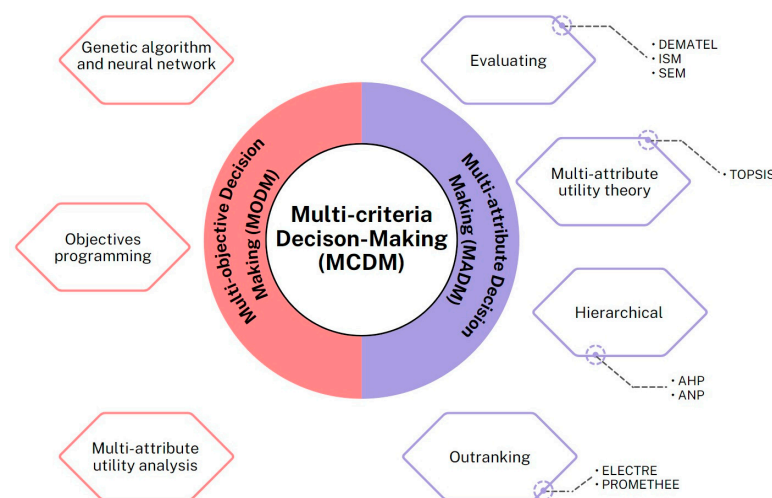 Genetic algorithm
and neural network
Evaluating
• DEMATEL
• ISM
• SEM
Multi-attribute
utility theory
• TOPSIS
Multi-objective Decision
Making (MODM)
Multi-criteria
Decison-Making
(MCDM)
Multi-attribute Decision
Making (MADM)
Objectives
programming
Hierarchical
• AHP
• ANP
Multi-attribute
utility analysis
Outranking
• ELECTRE
• PROMETHEE